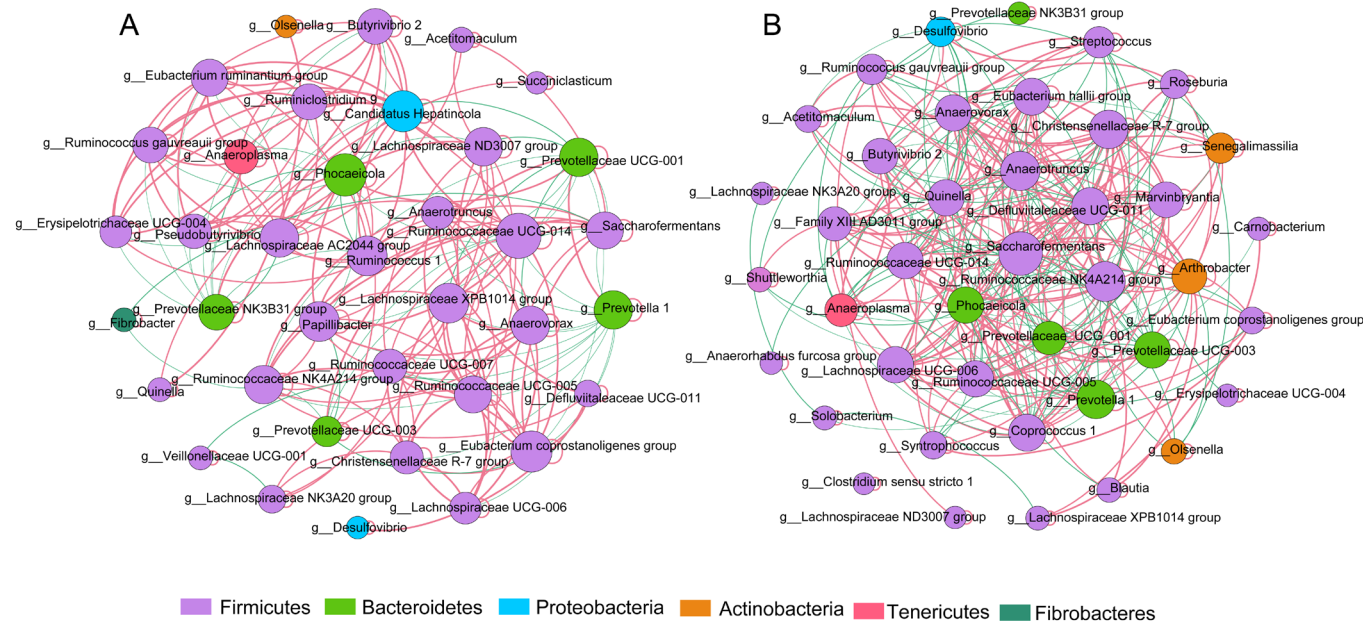 A
g__Olsenella
g__Butyrivibrio 2
g__Acetitomaculum
g__Eubacterium ruminantium group
g__Succiniclasticum
g__Ruminiclostridium 9
g__Candidatus Hepatincola
g__Ruminococcus gauvreauii group
g__Lachnospiraceae ND3007 group
g__Anaeroplasma
g__Prevotellaceae UCG-001
g__Phocaeicola
g__Anaerotruncus
g__Erysipelotrichaceae UCG-004
g__Saccharofermentans
g__Pseudobutyrivibrio
g__Ruminococcaceae UCG-014
g__Lachnospiraceae AC2044 group
g__Ruminococcus 1
g__Lachnospiraceae XPB1014 group
g__Prevotellaceae NK3B31 group
g__Prevotella 1
g__Fibrobacter
g__Papillibacter
g__Anaerovorax
g__Ruminococcaceae UCG-007
g__Ruminococcaceae NK4A214 group
g__Ruminococcaceae UCG-005
g__Quinella
g__Defluviitaleaceae UCG-011
g__Prevotellaceae UCG-003
g__Eubacterium coprostanoligenes group
g__Veillonellaceae UCG-001
g__Christensenellaceae R-7 group
g__Lachnospiraceae NK3A20 group
g__Lachnospiraceae UCG-006
g__Desulfovibrio
B
g__Prevotellaceae NK3B31 group
g__Desulfovibrio
g__Streptococcus
g__Ruminococcus gauvreauii group
g__Roseburia
g__Eubacterium hallii group
g__Anaerovorax
g__Acetitomaculum
g__Christensenellaceae R-7 group
g__Senegalimassilia
g__Butyrivibrio 2
g__Anaerotruncus
g__Lachnospiraceae NK3A20 group
g__Quinella
g__Marvinbryantia
g__Defluviitaleaceae UCG-011
g__Family XIII AD3011 group
g__Carnobacterium
g__Saccharofermentans
g__Ruminococcaceae UCG-014
g__Arthrobacter
g__Shuttleworthia
g__Ruminococcaceae NK4A214 group
g__Anaeroplasma
g__Phocaeicola
g__Eubacterium coprostanoligenes group
g__Prevotellaceae_UCG_-001
g__Prevotellaceae UCG-003
g__Anaerorhabdus furcosa group
g__Lachnospiraceae UCG-006
g__Ruminococcaceae UCG-005
g__Erysipelotrichaceae UCG-004
g__Prevotella 1
g__Solobacterium
g__Coprococcus 1
g__Syntrophococcus
g__Olsenella
g__Clostridium sensu stricto 1
g__Blautia
g__Lachnospiraceae ND3007 group
g__Lachnospiraceae XPB1014 group
Firmicutes
Bacteroidetes
Proteobacteria
Actinobacteria
Tenericutes
Fibrobacteres